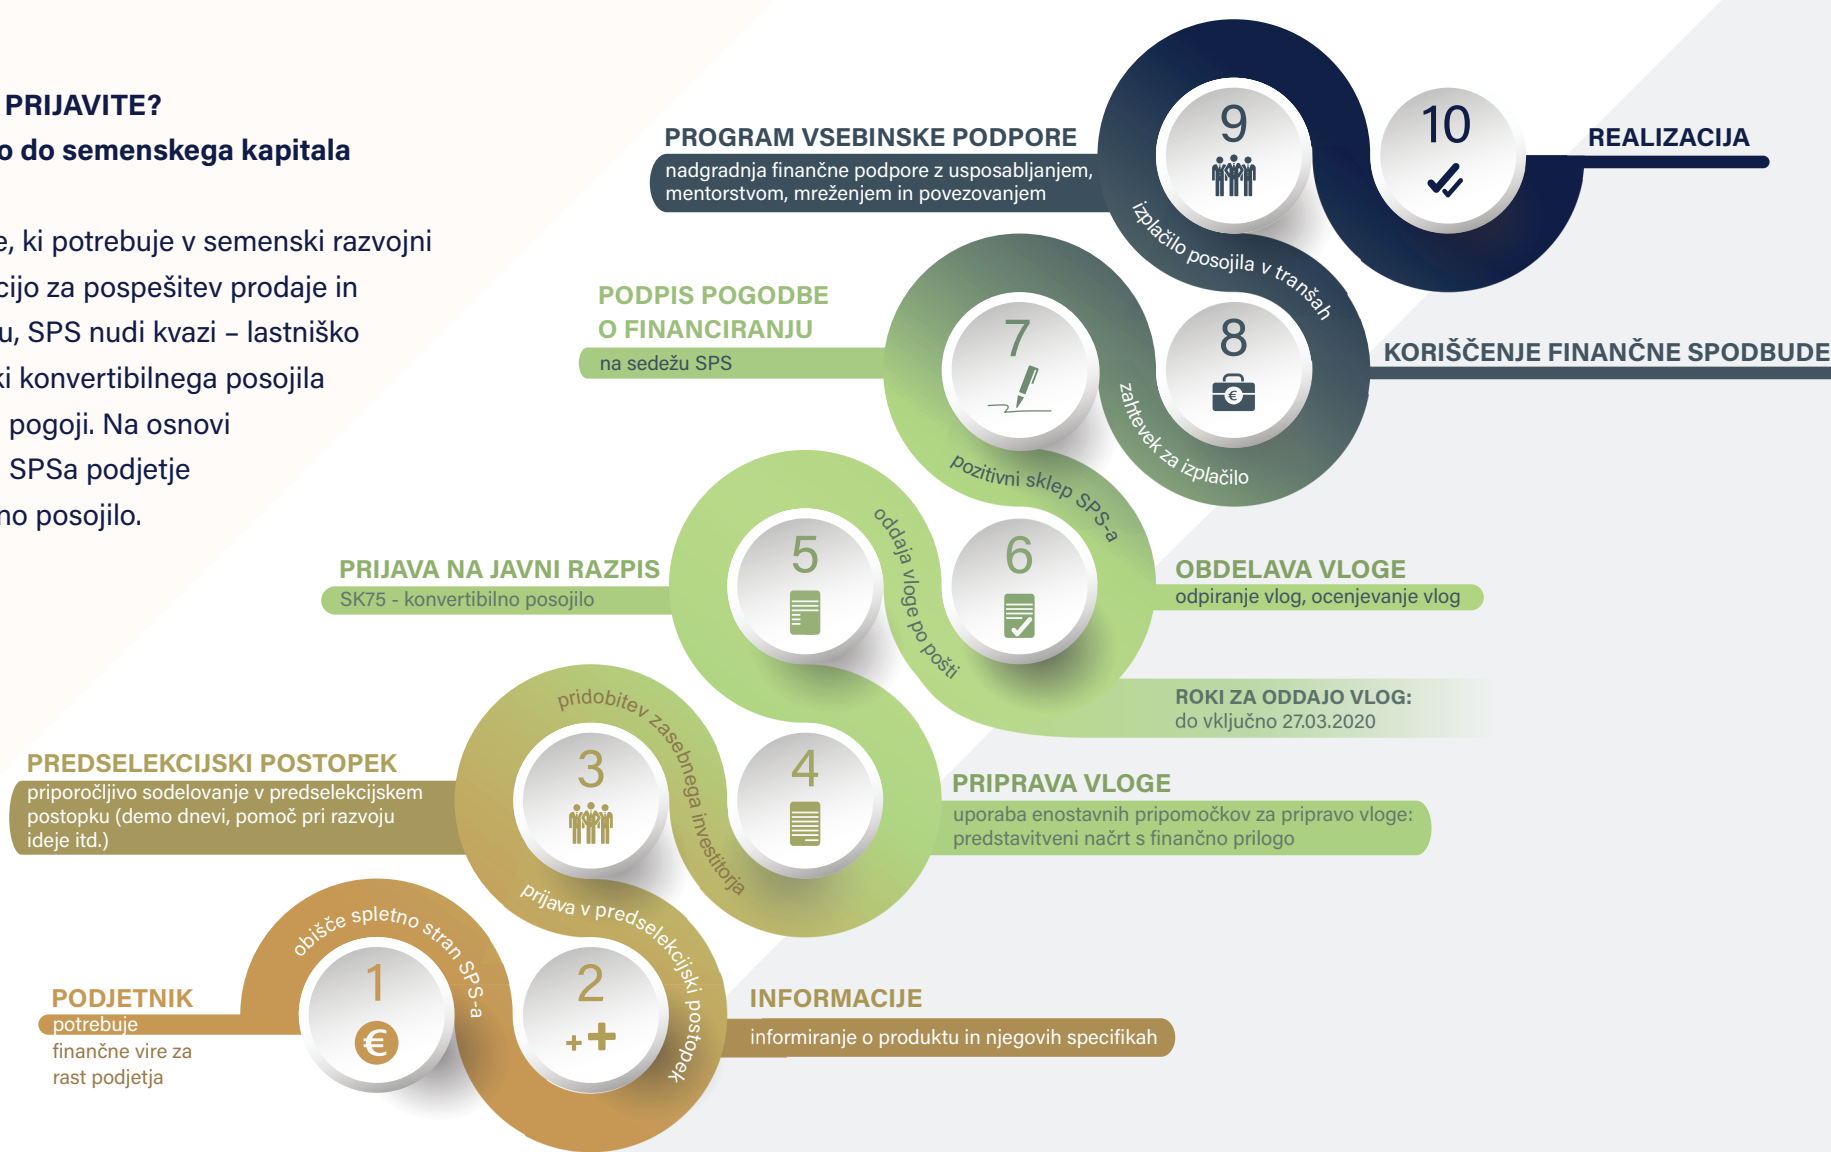 PRIJAVITE?
o do semenskega kapitala
e, ki potrebuje v semenski razvojni
cijo za pospešitev prodaje in
u, SPS nudi kvazi – lastniško
ki konvertibilnega posojila
pogoji. Na osnovi
SPSa podjetje
no posojilo.
10
REALIZACIJA
9
PROGRAM VSEBINSKE PODPORE
nadgradnja finančne podpore z usposabljanjem,
mentorstvom, mreženjem in povezovanjem
izplačilo posojila v tranšah
8
KORIŠČENJE FINANČNE SPODBUDE
€
zahtevek za izplačilo
7
PODPIS POGODBE
O FINANCIRANJU
na sedežu SPS
pozitivni sklep SPS-a
6
OBDELAVA VLOGE
odpiranje vlog, ocenjevanje vlog
ROKI ZA ODDAJO VLOG:
do vključno 27.03.2020
oddaja vloge po pošti
5
PRIJAVA NA JAVNI RAZPIS
SK75 - konvertibilno posojilo
4
PRIPRAVA VLOGE
uporaba enostavnih pripomočkov za pripravo vloge:
predstavitveni načrt s finančno prilogo
pridobitev zasebnega investitorja
3
PREDSELEKCIJSKI POSTOPEK
priporočljivo sodelovanje v predselekcijskem
postopku (demo dnevi, pomoč pri razvoju
ideje itd.)
prijava v predselekcijski postopek
2
INFORMACIJE
informiranje o produktu in njegovih specifikah
obišče spletno stran SPS-a
1
€
PODJETNIK
potrebuje
finančne vire za
rast podjetja